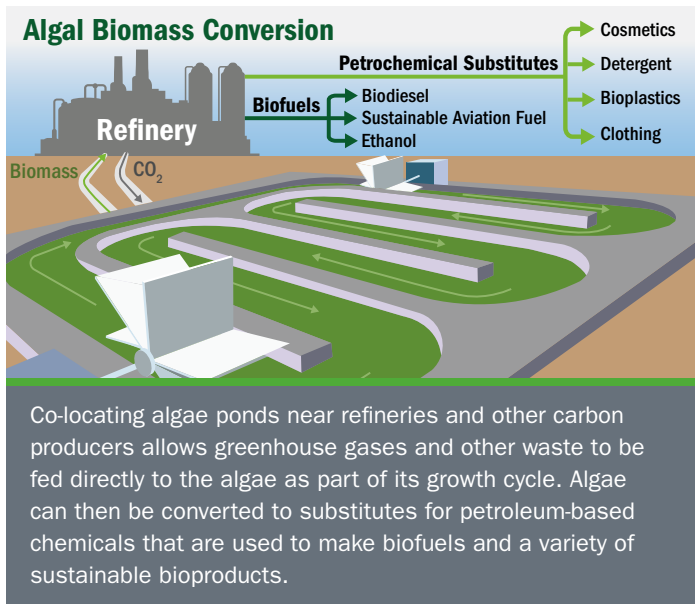 Algal Biomass Conversion
Petrochemical Substitutes
Cosmetics
Detergent
Bioplastics
Clothing
Biofuels
Biodiesel
Sustainable Aviation Fuel
Ethanol
Refinery
Biomass
CO₂
Co-locating algae ponds near refineries and other carbon
producers allows greenhouse gases and other waste to be
fed directly to the algae as part of its growth cycle. Algae
can then be converted to substitutes for petroleum-based
chemicals that are used to make biofuels and a variety of
sustainable bioproducts.